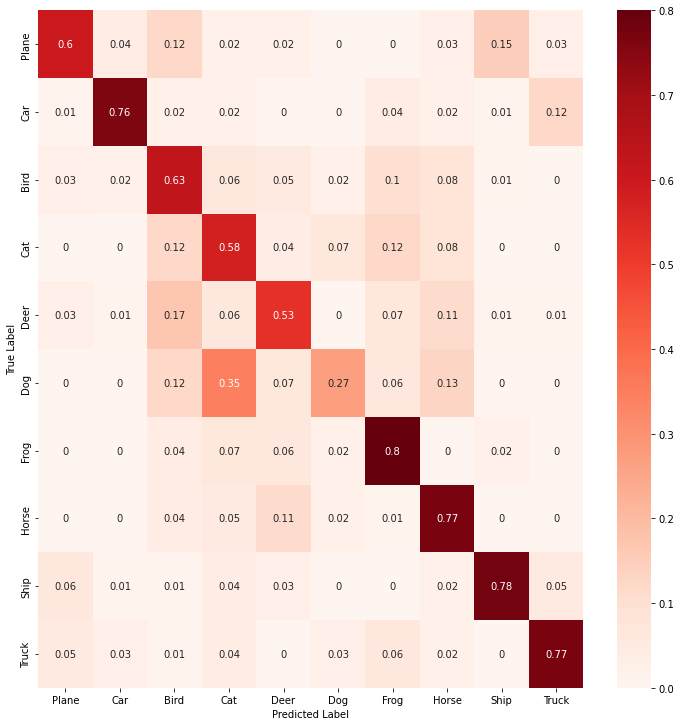 True Label
Plane 0.6 0.04 0.12 0.02 0.02 0 0 0.03 0.15 0.03
Car 0.01 0.76 0.02 0.02 0 0 0.04 0.02 0.01 0.12
Bird 0.03 0.02 0.63 0.06 0.05 0.02 0.1 0.08 0.01 0
Cat 0 0 0.12 0.58 0.04 0.07 0.12 0.08 0 0
Deer 0.03 0.01 0.17 0.06 0.53 0 0.07 0.11 0.01 0.01
Dog 0 0 0.12 0.35 0.07 0.27 0.06 0.13 0 0
Frog 0 0 0.04 0.07 0.06 0.02 0.8 0 0.02 0
Horse 0 0 0.04 0.05 0.11 0.02 0.01 0.77 0 0
Ship 0.06 0.01 0.01 0.04 0.03 0 0 0.02 0.78 0.05
Truck 0.05 0.03 0.01 0.04 0 0.03 0.06 0.02 0 0.77
Plane Car Bird Cat Deer Dog Frog Horse Ship Truck
Predicted Label
0.8
0.7
0.6
0.5
0.4
0.3
0.2
0.1
0.0